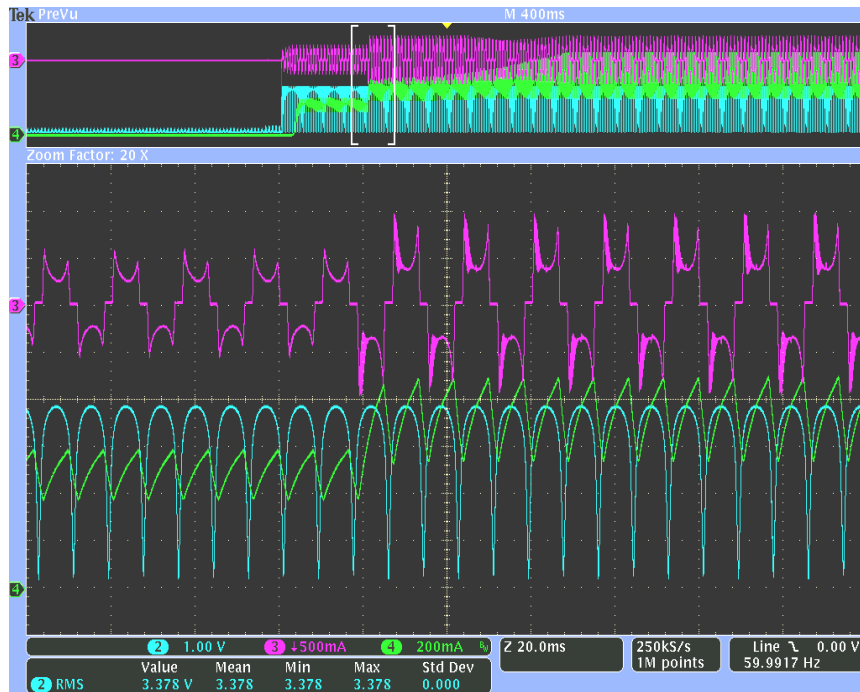 Tek PreVu M 400ms
3
4
Zoom Factor: 20 X
3
4
2 1.00 V 3 ↓500mA 4 200mA BW Z 20.0ms 250kS/s 1M points Line ⤵ 0.00 V 59.9917 Hz
Value Mean Min Max Std Dev
2 RMS 3.378 V 3.378 3.378 3.378 0.000